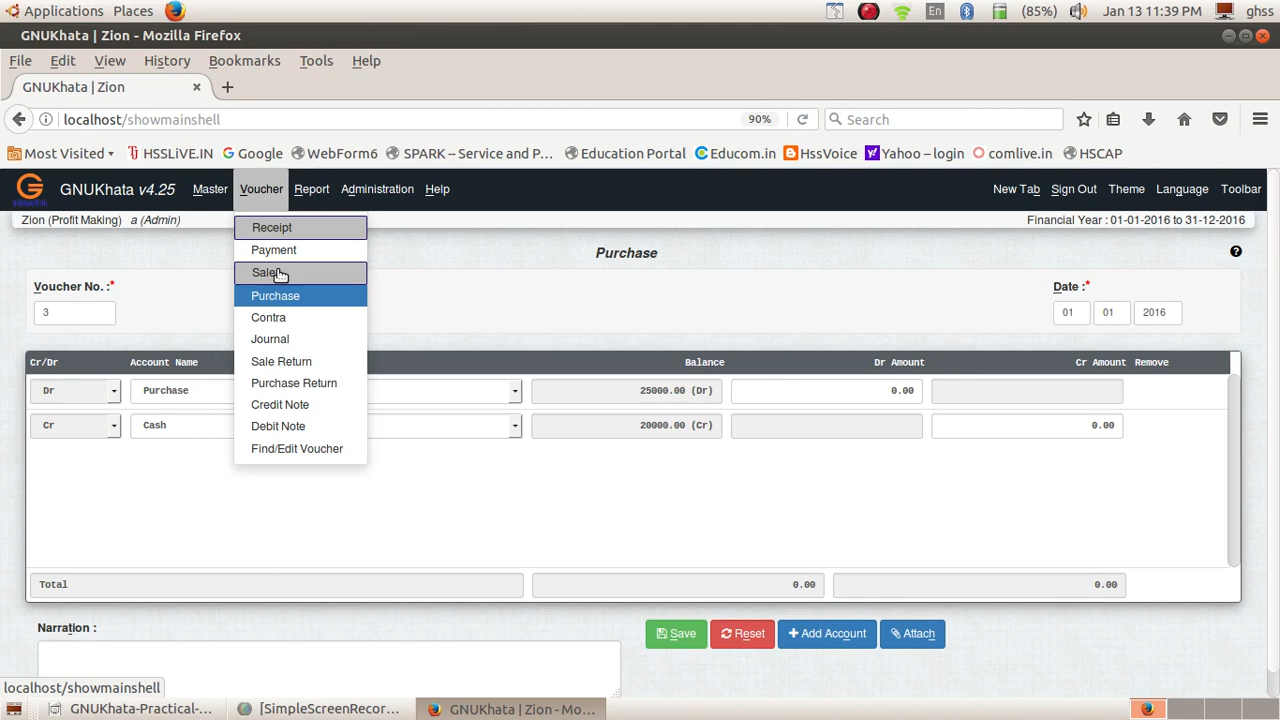 Applications Places En (85%) Jan 13 11:39 PM ghss
GNUKhata | Zion - Mozilla Firefox
File Edit View History Bookmarks Tools Help
GNUKhata | Zion × +
localhost/showmainshell 90% Search
Most Visited HSSLiVE.IN Google WebForm6 SPARK – Service and P... Education Portal Educom.in HssVoice Yahoo – login comlive.in HSCAP
GNUKhata v4.25 Master Voucher Report Administration Help New Tab Sign Out Theme Language Toolbar
Zion (Profit Making) a (Admin) Financial Year : 01-01-2016 to 31-12-2016
Receipt
Payment
Sale
Purchase
Contra
Journal
Sale Return
Purchase Return
Credit Note
Debit Note
Find/Edit Voucher
Purchase
Voucher No. :* Date :*
3 01 01 2016
Cr/Dr Account Name Balance Dr Amount Cr Amount Remove
Dr Purchase 25000.00 (Dr) 0.00
Cr Cash 20000.00 (Cr) 0.00
Total 0.00 0.00
Narration : Save Reset Add Account Attach
localhost/showmainshell
GNUKhata-Practical-... [SimpleScreenRecor... GNUKhata | Zion - Mo...